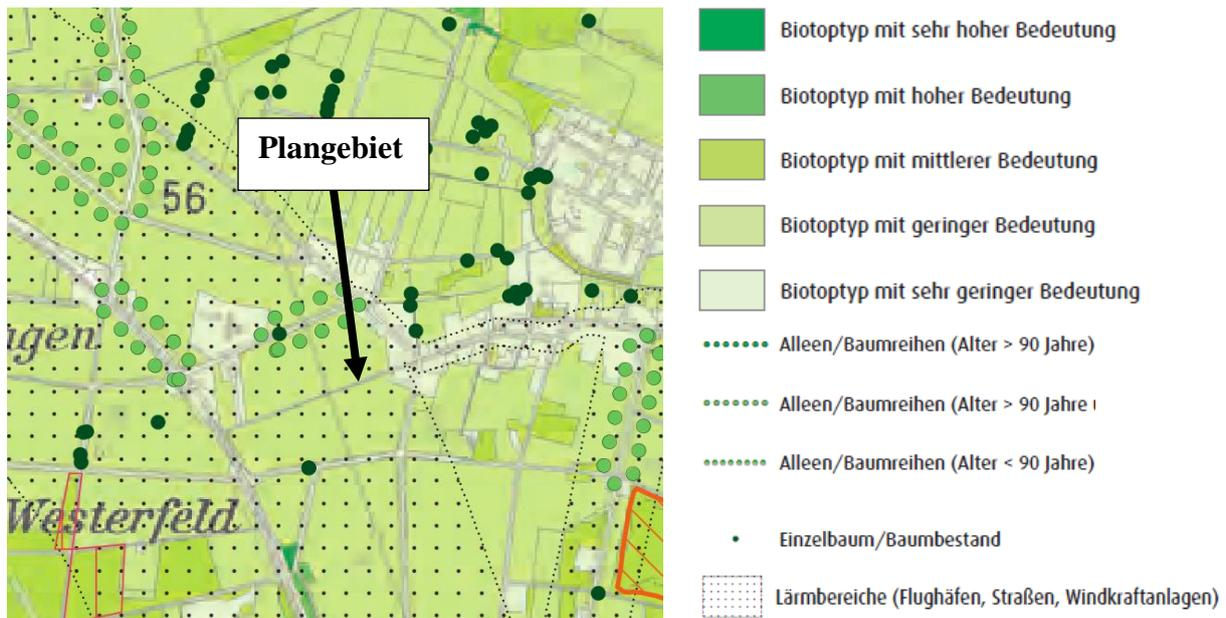 Plangebiet
56
gen
Westerfeld
Biotoptyp mit sehr hoher Bedeutung
Biotoptyp mit hoher Bedeutung
Biotoptyp mit mittlerer Bedeutung
Biotoptyp mit geringer Bedeutung
Biotoptyp mit sehr geringer Bedeutung
Alleen/Baumreihen (Alter > 90 Jahre)
Alleen/Baumreihen (Alter > 90 Jahre
Alleen/Baumreihen (Alter < 90 Jahre)
Einzelbaum/Baumbestand
Lärmbereiche (Flughäfen, Straßen, Windkraftanlagen)